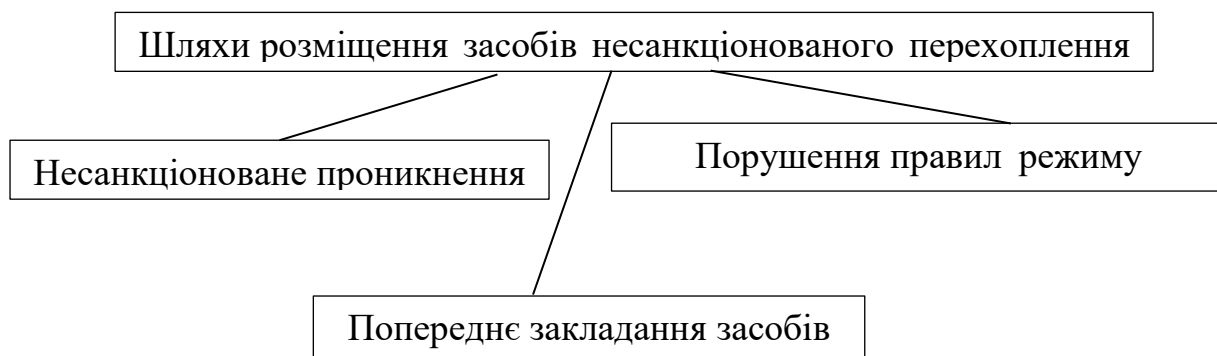 Шляхи розміщення засобів несанкціонованого перехоплення
Несанкціоноване проникнення
Порушення правил режиму
Попереднє закладання засобів